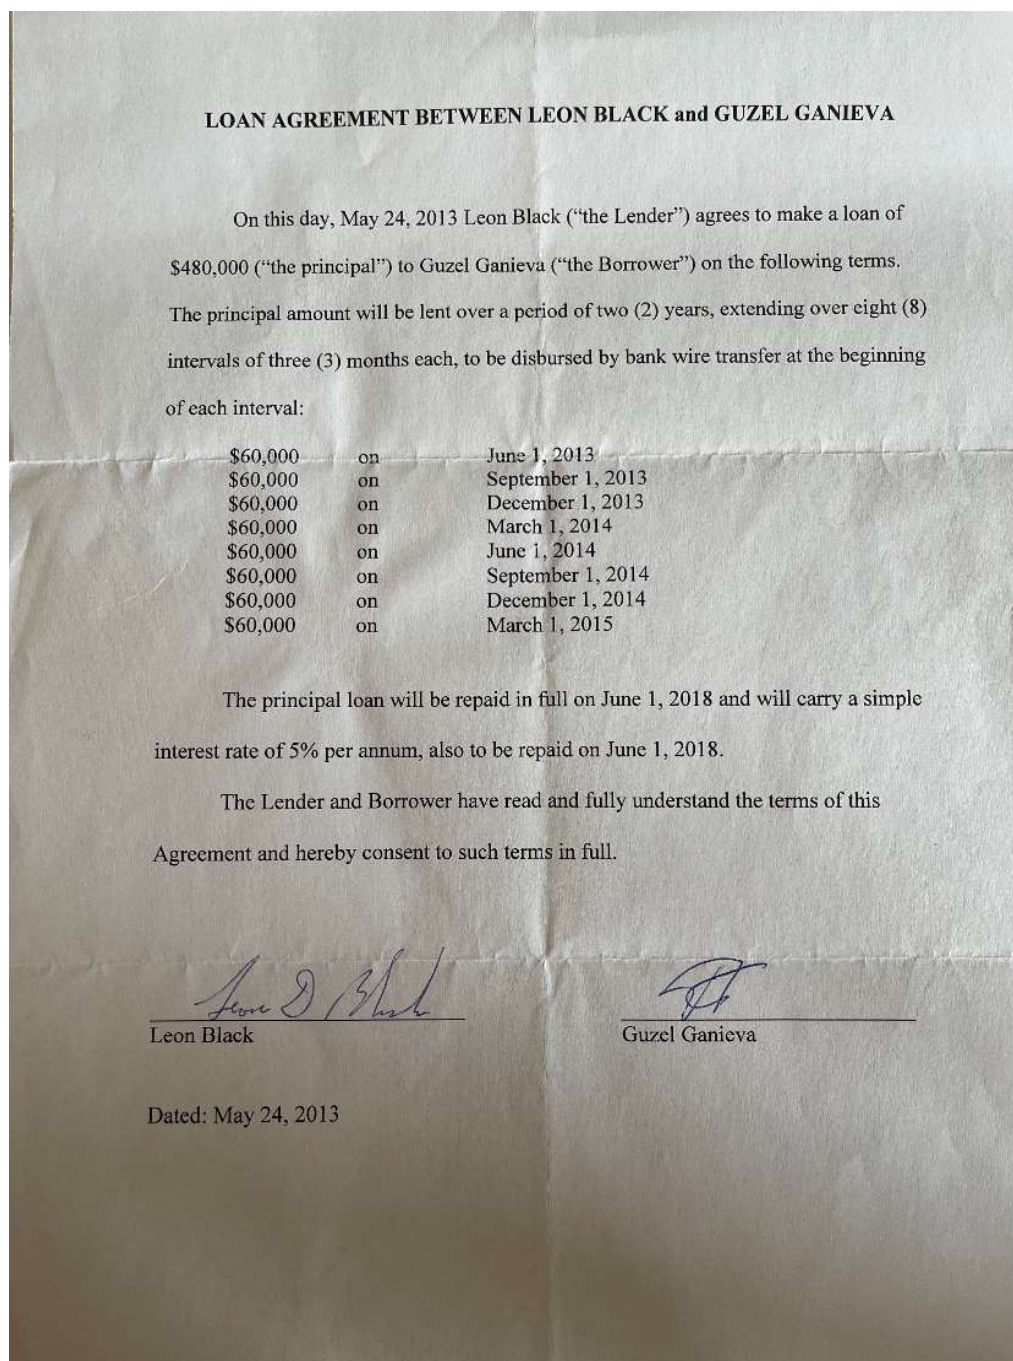 LOAN AGREEMENT BETWEEN LEON BLACK and GUZEL GANIEVA
On this day, May 24, 2013 Leon Black (“the Lender”) agrees to make a loan of
$480,000 (“the principal”) to Guzel Ganieva (“the Borrower”) on the following terms.
The principal amount will be lent over a period of two (2) years, extending over eight (8)
intervals of three (3) months each, to be disbursed by bank wire transfer at the beginning
of each interval:
$60,000 on June 1, 2013
$60,000 on September 1, 2013
$60,000 on December 1, 2013
$60,000 on March 1, 2014
$60,000 on June 1, 2014
$60,000 on September 1, 2014
$60,000 on December 1, 2014
$60,000 on March 1, 2015
The principal loan will be repaid in full on June 1, 2018 and will carry a simple
interest rate of 5% per annum, also to be repaid on June 1, 2018.
The Lender and Borrower have read and fully understand the terms of this
Agreement and hereby consent to such terms in full.
Leon D Black
Leon Black Guzel Ganieva
Dated: May 24, 2013